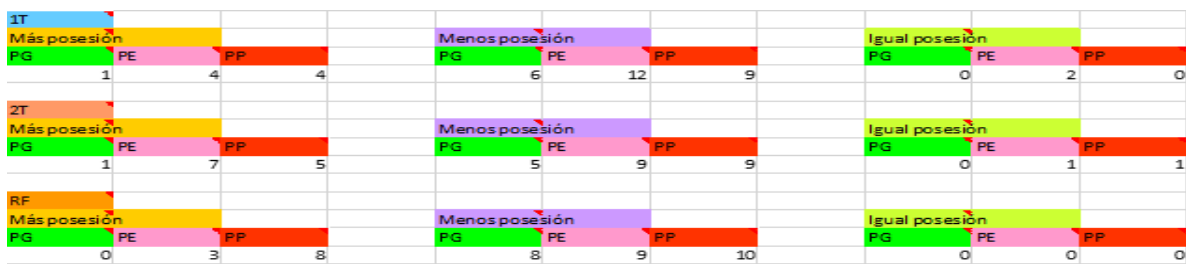 1T
Más posesión Menos posesión Igual posesión
PG PE PP PG PE PP PG PE PP
1 4 4 6 12 9 0 2 0
2T
Más posesión Menos posesión Igual posesión
PG PE PP PG PE PP PG PE PP
1 7 5 5 9 9 0 1 1
RF
Más posesión Menos posesión Igual posesión
PG PE PP PG PE PP PG PE PP
0 3 8 8 9 10 0 0 0